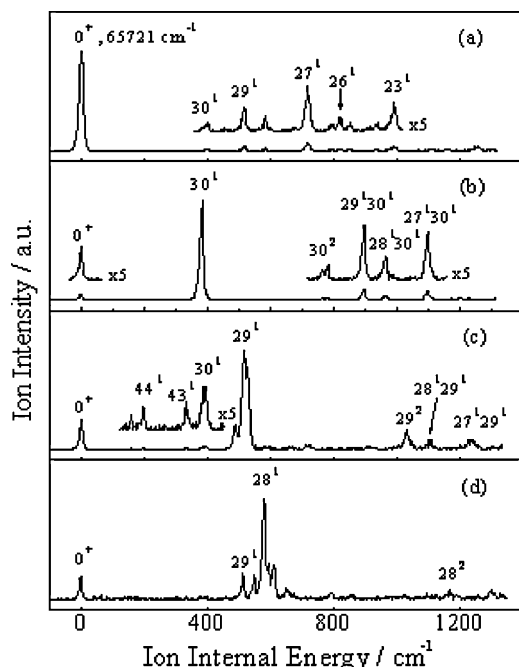 Ion Intensity / a.u.
0⁺ , 65721 cm⁻¹
(a)
30¹
29¹
27¹
26¹
23¹
x5
(b)
0⁺
x5
30¹
30²
29¹30¹
28¹30¹
27¹30¹
x5
(c)
0⁺
44¹
43¹
30¹
x5
29¹
29²
28¹29¹
27¹29¹
(d)
0⁺
29¹
28¹
28²
0 400 800 1200
Ion Internal Energy / cm⁻¹